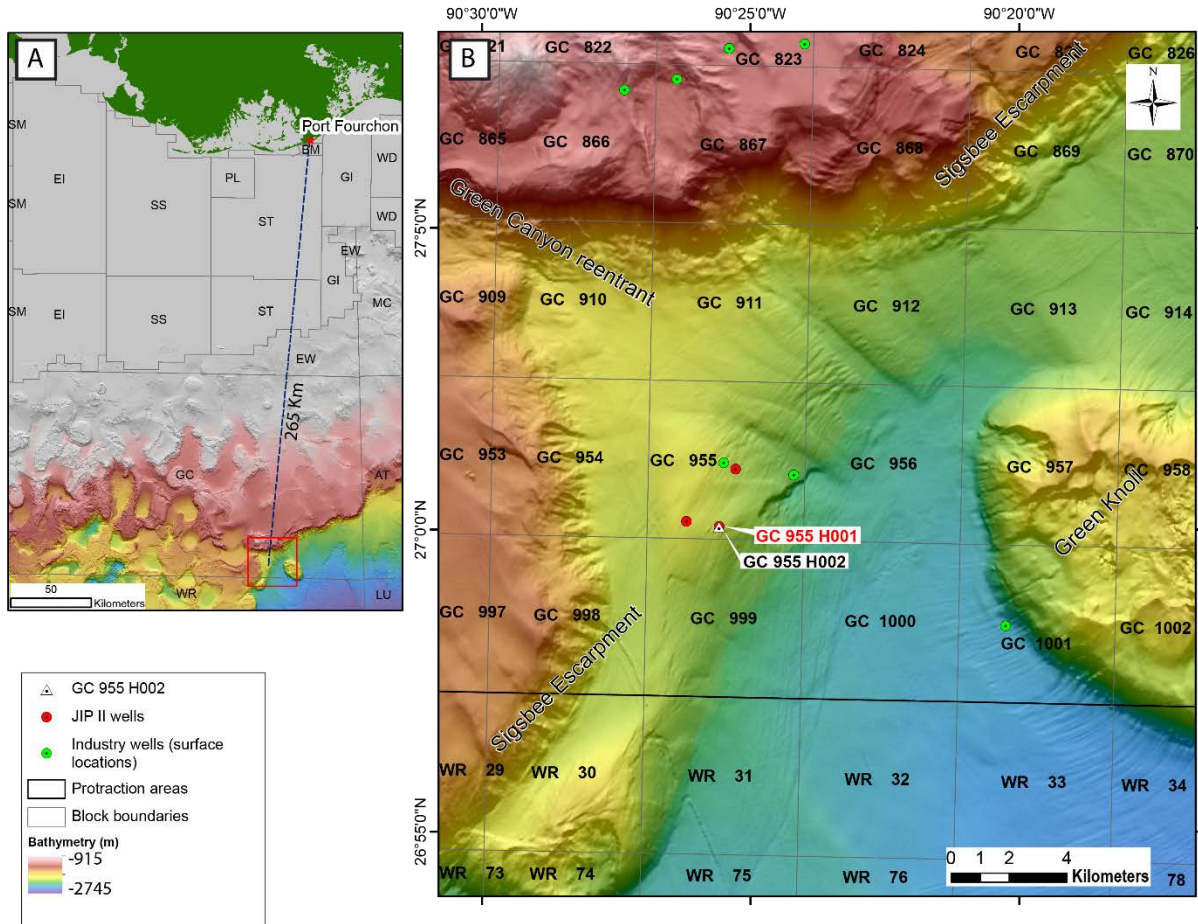 A
Port Fourchon
SM
EI
SS
PL
ST
BM
GI
WD
WD
SM
EW
GI
MC
SM
EI
SS
ST
EW
265 Km
GC
AT
WR
LU
50
Kilometers
GC 955 H002
JIP II wells
Industry wells (surface
locations)
Protraction areas
Block boundaries
Bathymetry (m)
-915
-2745
90°30'0"W
90°25'0"W
90°20'0"W
27°5'0"N
27°0'0"N
26°55'0"N
B
N
GC 822
GC 823
GC 824
GC 826
GC 865
GC 866
GC 867
GC 868
GC 869
GC 870
Sigsbee Escarpment
Green Canyon reentrant
GC 909
GC 910
GC 911
GC 912
GC 913
GC 914
GC 953
GC 954
GC 955
GC 956
GC 957
GC 958
Green Knoll
GC 955 H001
GC 955 H002
GC 997
GC 998
GC 999
GC 1000
GC 1001
GC 1002
Sigsbee Escarpment
WR 29
WR 30
WR 31
WR 32
WR 33
WR 34
WR 73
WR 74
WR 75
WR 76
78
0 1 2 4
Kilometers